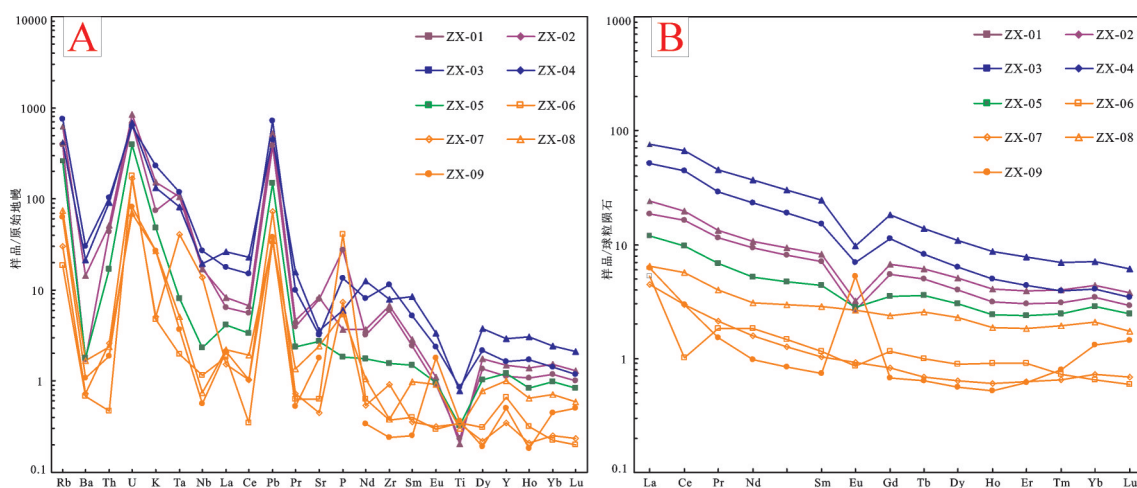 A
样品/原始地幔
10000
1000
100
10
1
0.1
ZX-01 ZX-02
ZX-03 ZX-04
ZX-05 ZX-06
ZX-07 ZX-08
ZX-09
Rb Ba Th U K Ta Nb La Ce Pb Pr Sr P Nd Zr Sm Eu Ti Dy Y Ho Yb Lu
B
样品/球粒陨石
1000
100
10
1
0.1
ZX-01 ZX-02
ZX-03 ZX-04
ZX-05 ZX-06
ZX-07 ZX-08
ZX-09
La Ce Pr Nd Sm Eu Gd Tb Dy Ho Er Tm Yb Lu